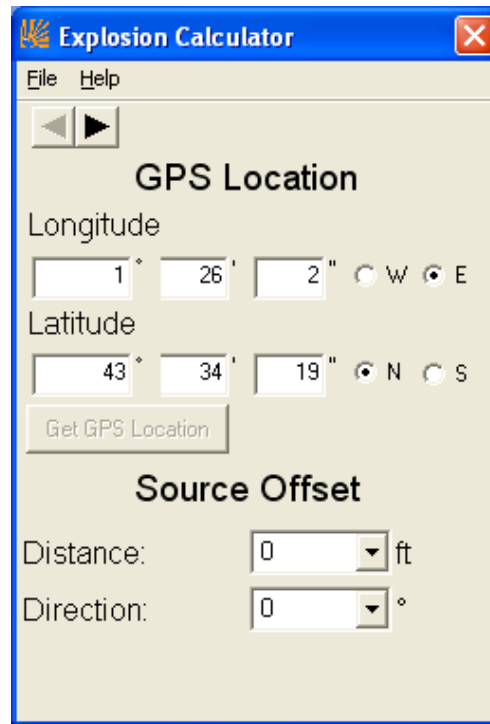 Explosion Calculator
File Help
GPS Location
Longitude
1 ° 26 ' 2 " W E
Latitude
43 ° 34 ' 19 " N S
Get GPS Location
Source Offset
Distance: 0 ft
Direction: 0 °